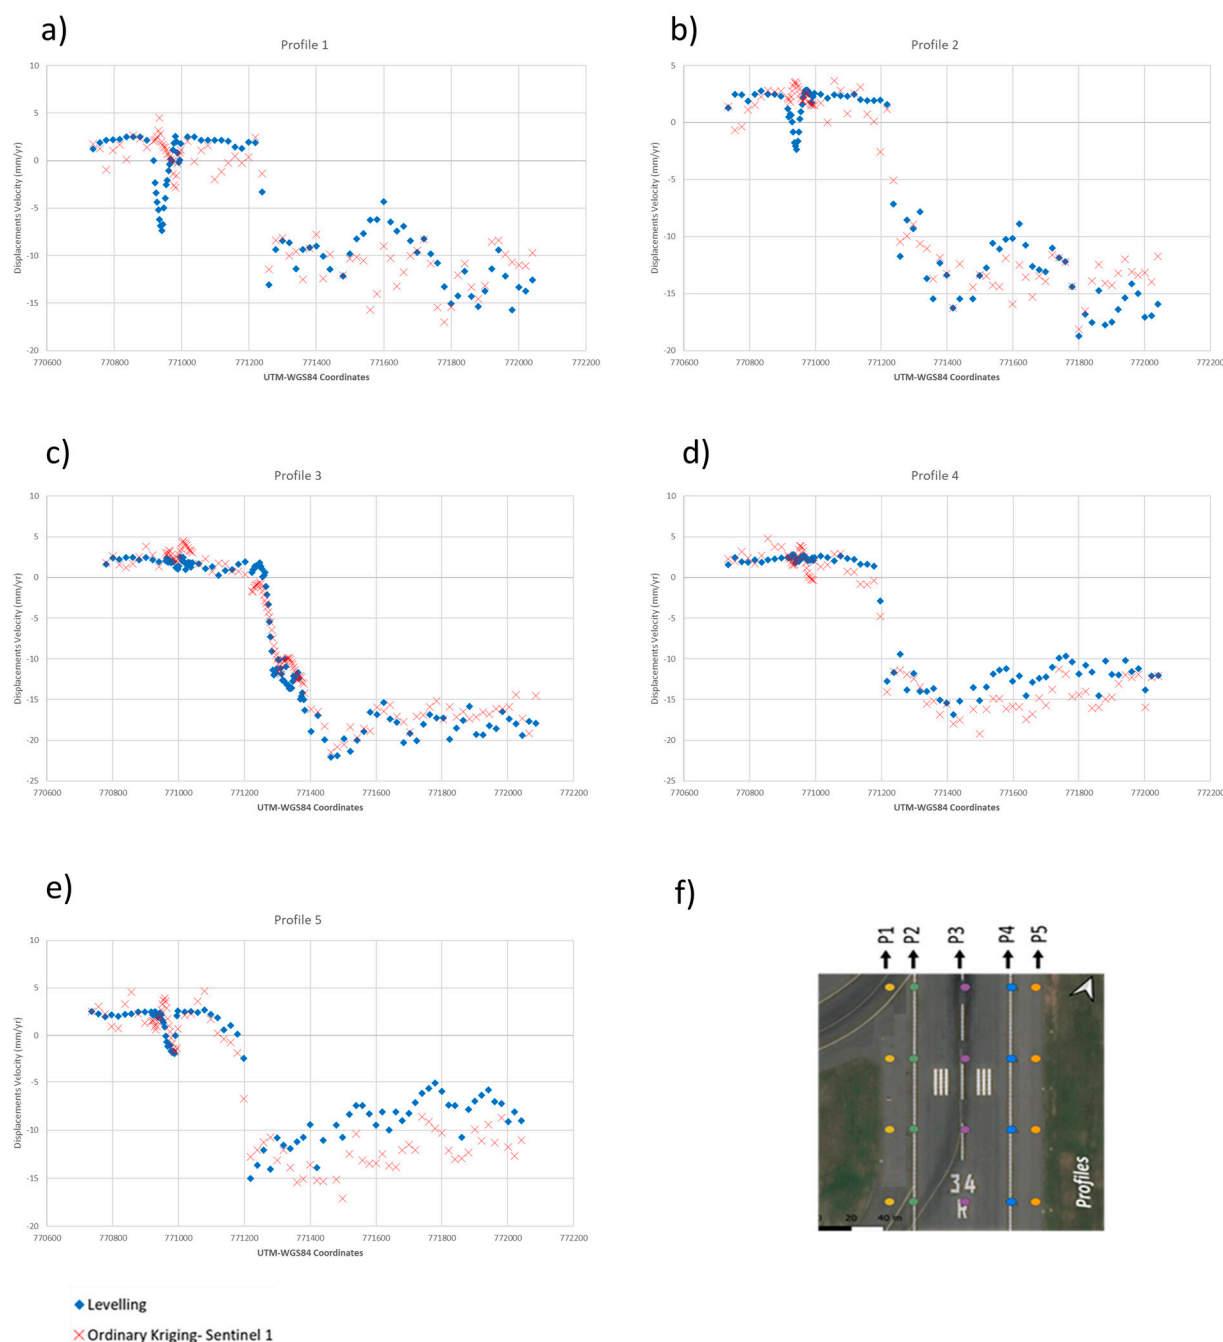 a)
Profile 1
10
5
0
-5
-10
-15
-20
Displacements Velocity (mm/yr)
770600 770800 771000 771200 771400 771600 771800 772000 772200
UTM-WGS84 Coordinates
b)
Profile 2
5
0
-5
-10
-15
-20
Displacements Velocity (mm/yr)
770600 770800 771000 771200 771400 771600 771800 772000 772200
UTM-WGS84 Coordinates
c)
Profile 3
10
5
0
-5
-10
-15
-20
-25
Displacements Velocity (mm/yr)
770600 770800 771000 771200 771400 771600 771800 772000 772200
UTM-WGS84 Coordinates
d)
Profile 4
10
5
0
-5
-10
-15
-20
-25
Displacements Velocity (mm/yr)
770600 770800 771000 771200 771400 771600 771800 772000 772200
UTM-WGS84 Coordinates
e)
Profile 5
10
5
0
-5
-10
-15
-20
Displacements Velocity (mm/yr)
770600 770800 771000 771200 771400 771600 771800 772000 772200
UTM-WGS84 Coordinates
f)
P1 P2 P3 P4 P5
34
R
0 20 40 m
Profiles
Levelling
Ordinary Kriging- Sentinel 1